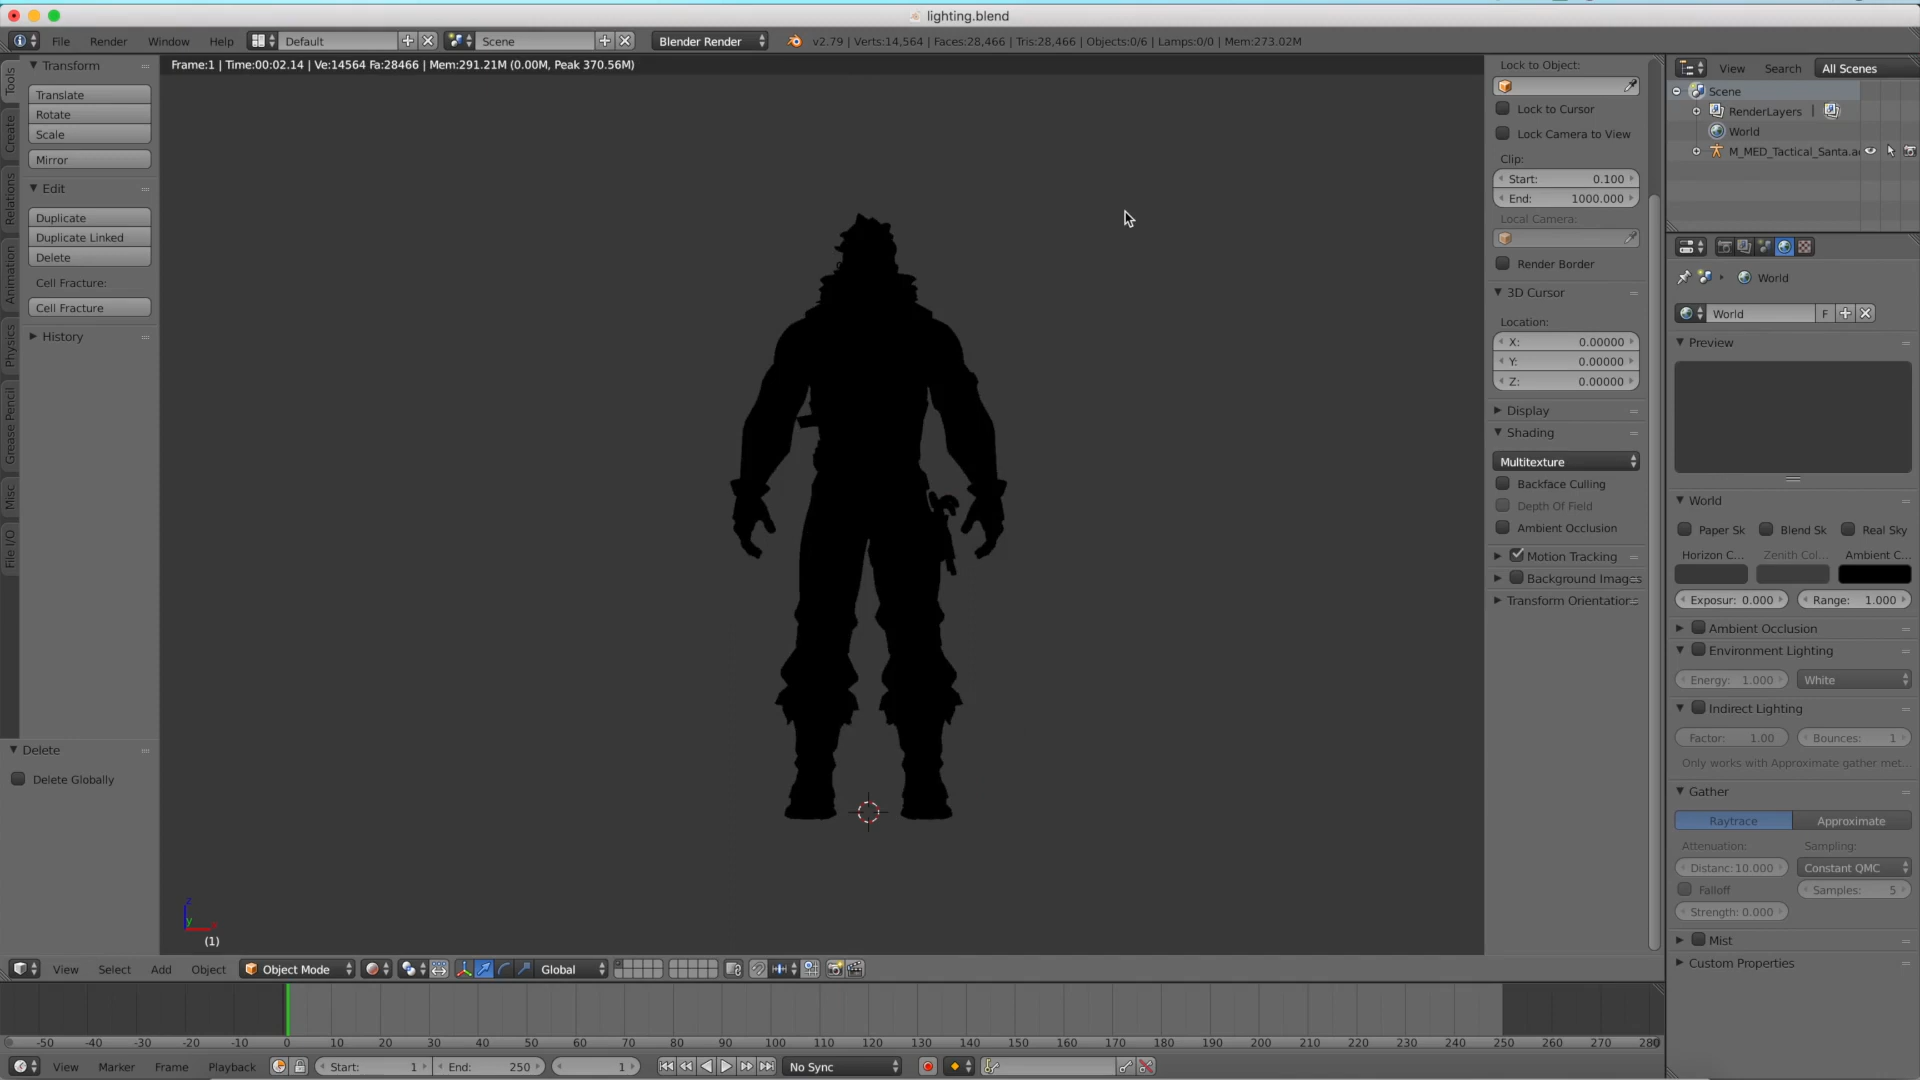 lighting.blend
File Render Window Help Default Scene Blender Render v2.79 | Verts:14,564 | Faces:28,466 | Tris:28,466 | Objects:0/6 | Lamps:0/0 | Mem:273.02M
Frame:1 | Time:00:02.14 | Ve:14564 Fa:28466 | Mem:291.21M (0.00M, Peak 370.56M)
Tools
Create
Relations
Animation
Physics
Grease Pencil
Misc
File I/O
Transform
Translate
Rotate
Scale
Mirror
Edit
Duplicate
Duplicate Linked
Delete
Cell Fracture:
Cell Fracture
History
Delete
Delete Globally
z
y
(1)
Lock to Object:
Lock to Cursor
Lock Camera to View
Clip:
Start: 0.100
End: 1000.000
Local Camera:
Render Border
3D Cursor
Location:
X: 0.00000
Y: 0.00000
Z: 0.00000
Display
Shading
Multitexture
Backface Culling
Depth Of Field
Ambient Occlusion
Motion Tracking
Background Images
Transform Orientations
View Search All Scenes
Scene
RenderLayers |
World
M_MED_Tactical_Santa.a
World
World F
Preview
World
Paper Sk Blend Sk Real Sky
Horizon C... Zenith Col... Ambient C...
Exposur: 0.000 Range: 1.000
Ambient Occlusion
Environment Lighting
Energy: 1.000 White
Indirect Lighting
Factor: 1.00 Bounces: 1
Only works with Approximate gather met...
Gather
Raytrace Approximate
Attenuation: Sampling:
Distanc: 10.000 Constant QMC
Falloff Samples: 5
Strength: 0.000
Mist
Custom Properties
View Select Add Object Object Mode Global
-50 -40 -30 -20 -10 0 10 20 30 40 50 60 70 80 90 100 110 120 130 140 150 160 170 180 190 200 210 220 230 240 250 260 270 280
View Marker Frame Playback Start: 1 End: 250 1 No Sync